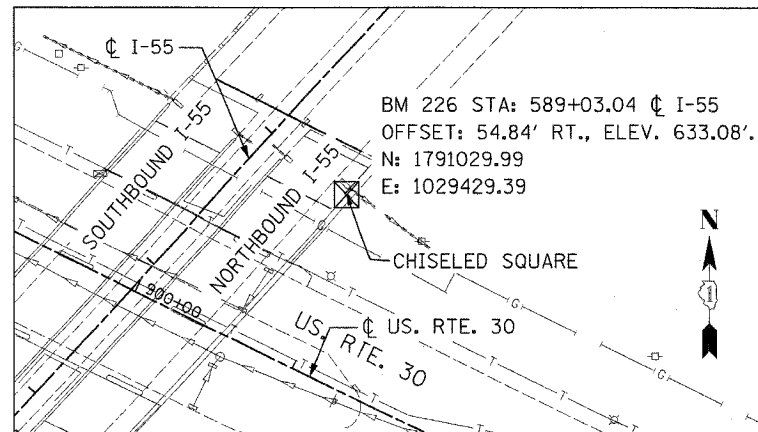 ℄ I-55
BM 226 STA: 589+03.04 ℄ I-55
OFFSET: 54.84' RT., ELEV. 633.08'.
N: 1791029.99
E: 1029429.39
SOUTHBOUND I-55
NORTHBOUND I-55
N
CHISELED SQUARE
900+00
℄ US. RTE. 30
US. RTE. 30
G
G
G
G
T
T
T
T
T
T
T
T
T
T
T